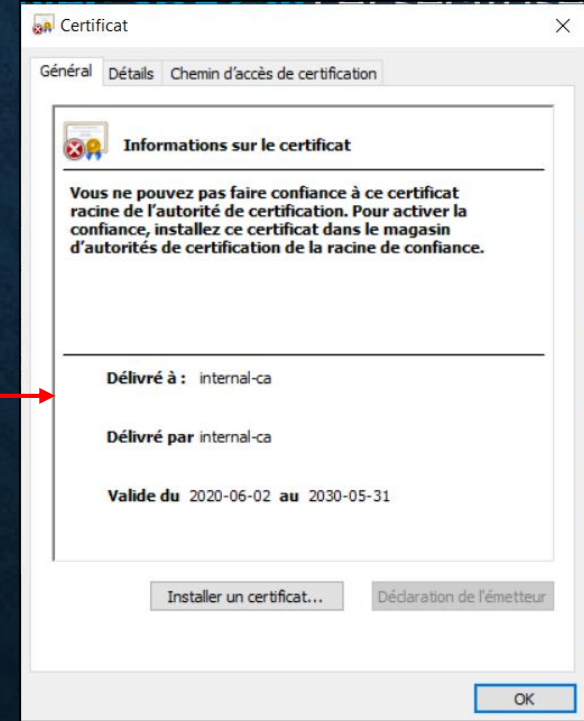 Certificat
Général Détails Chemin d'accès de certification
Informations sur le certificat
Vous ne pouvez pas faire confiance à ce certificat
racine de l'autorité de certification. Pour activer la
confiance, installez ce certificat dans le magasin
d'autorités de certification de la racine de confiance.
Délivré à : internal-ca
Délivré par internal-ca
Valide du 2020-06-02 au 2030-05-31
Installer un certificat... Déclaration de l'émetteur
OK